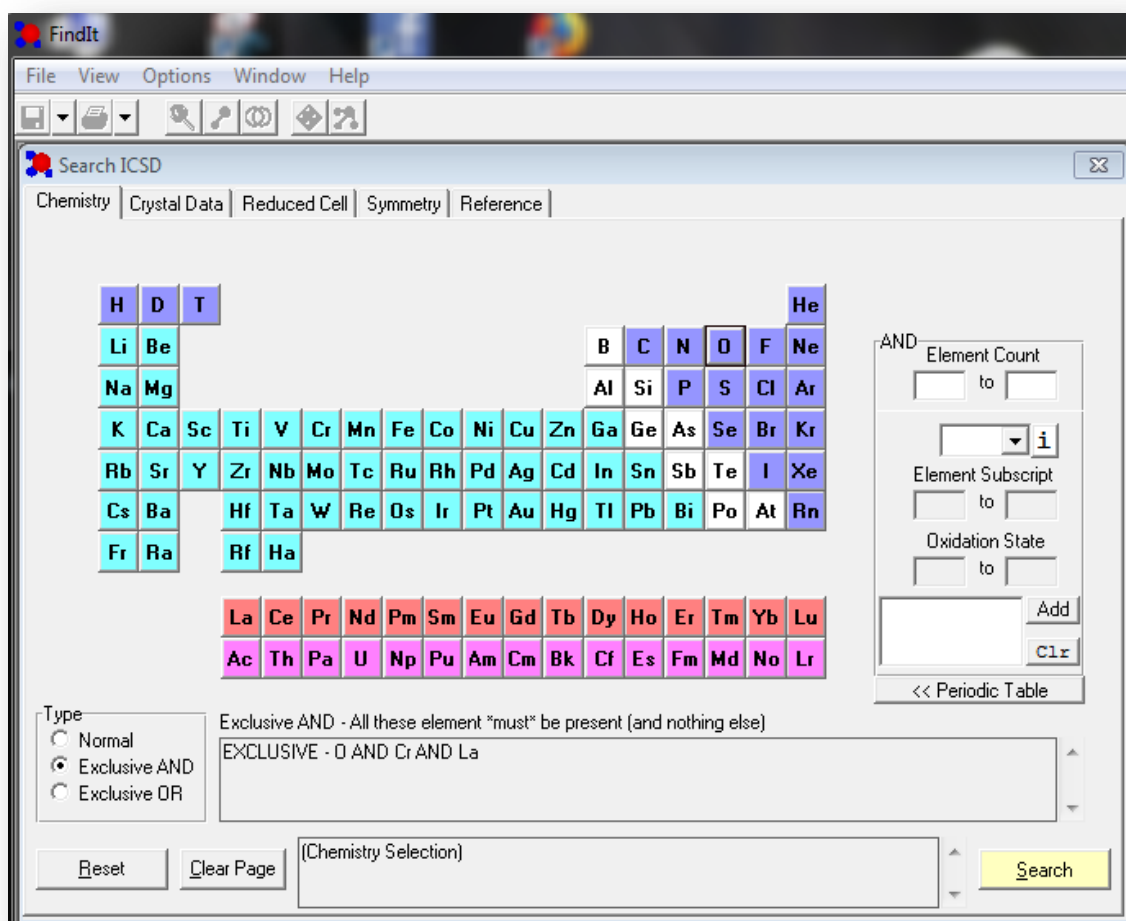 FindIt
File View Options Window Help
Search ICSD
Chemistry Crystal Data Reduced Cell Symmetry Reference
H D T He
Li Be B C N O F Ne
Na Mg Al Si P S Cl Ar
K Ca Sc Ti V Cr Mn Fe Co Ni Cu Zn Ga Ge As Se Br Kr
Rb Sr Y Zr Nb Mo Tc Ru Rh Pd Ag Cd In Sn Sb Te I Xe
Cs Ba Hf Ta W Re Os Ir Pt Au Hg Tl Pb Bi Po At Rn
Fr Ra Rf Ha
La Ce Pr Nd Pm Sm Eu Gd Tb Dy Ho Er Tm Yb Lu
Ac Th Pa U Np Pu Am Cm Bk Cf Es Fm Md No Lr
AND
Element Count
to
i
Element Subscript
to
Oxidation State
to
Add
Clr
<< Periodic Table
Type
Normal
Exclusive AND
Exclusive OR
Exclusive AND - All these element *must* be present (and nothing else)
EXCLUSIVE - O AND Cr AND La
Reset Clear Page
(Chemistry Selection)
Search